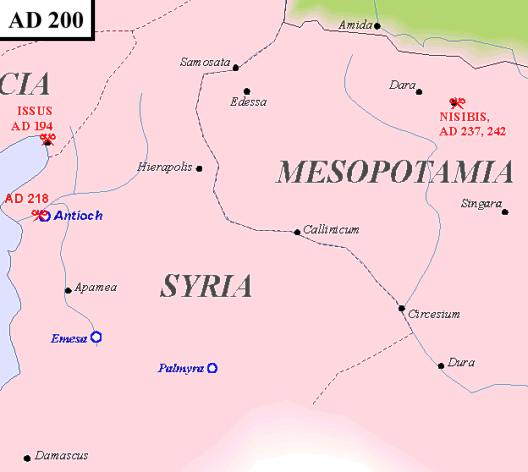 AD 200
Amida
Samosata
CIA
Dara
Edessa
ISSUS
AD 194
NISIBIS,
AD 237, 242
Hierapolis
MESOPOTAMIA
AD 218
Singara
Antioch
Callinicum
SYRIA
Apamea
Circesium
Emesa
Dura
Palmyra
Damascus